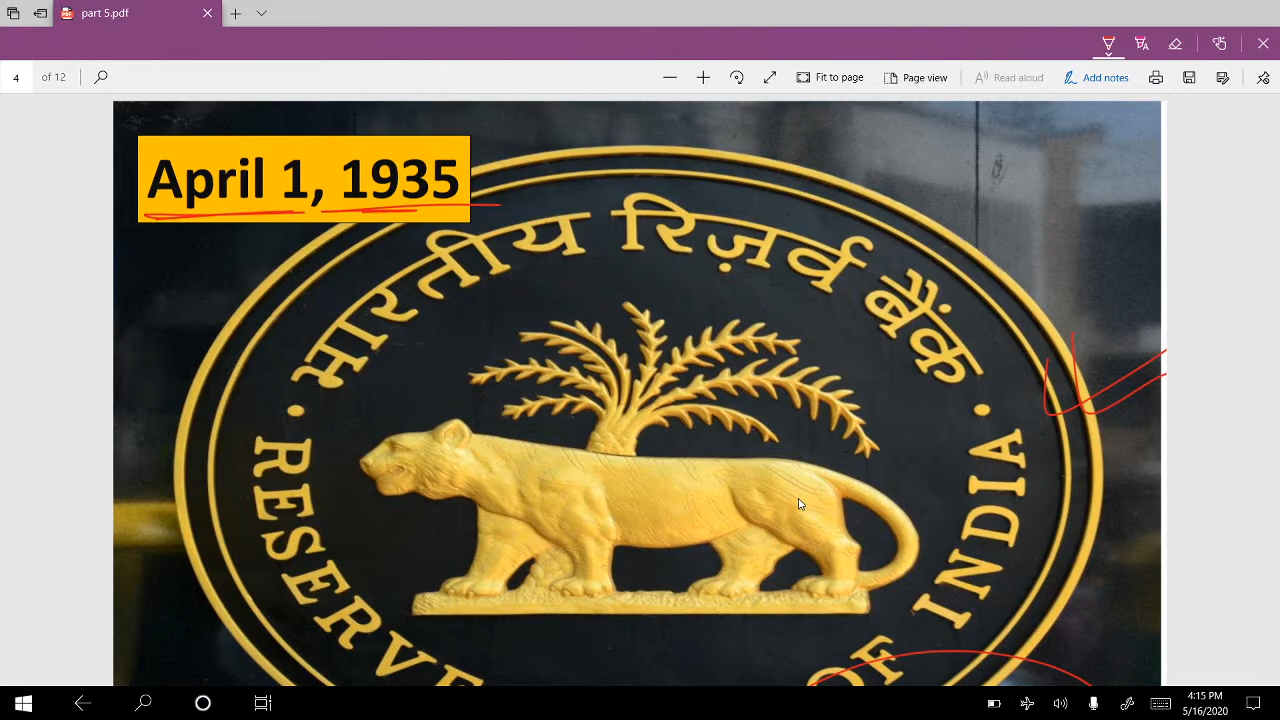 part 5.pdf
4 of 12
Fit to page
Page view
Read aloud
Add notes
April 1, 1935
भारतीय रिज़र्व बैंक
RESERVE
OF INDIA
4:15 PM
5/16/2020